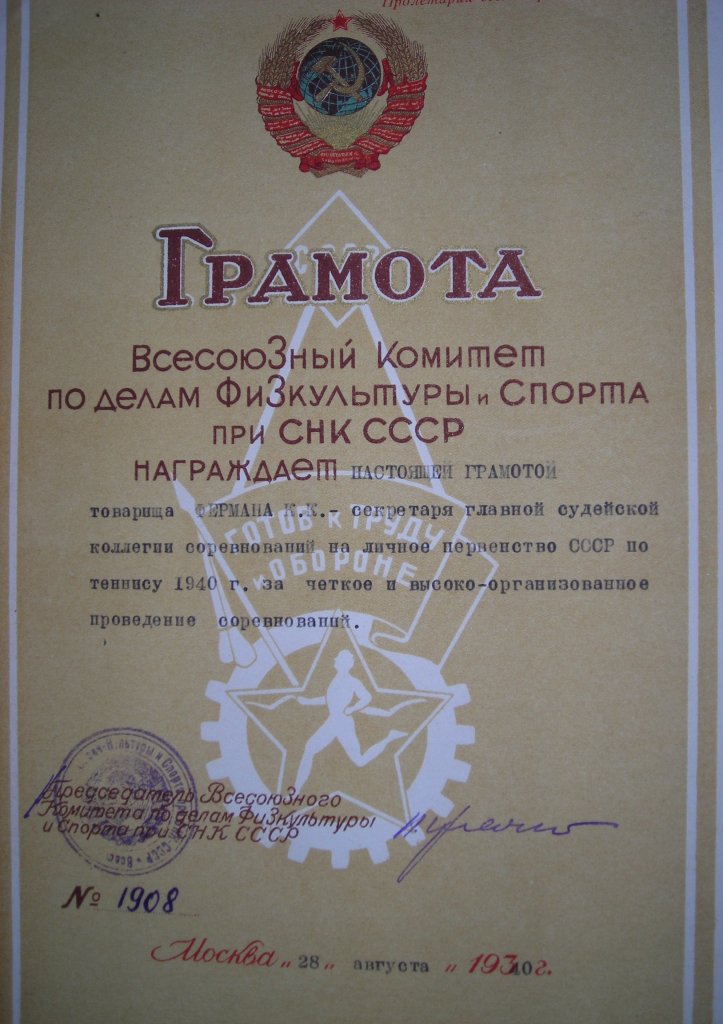 Пролетарии
СССР
ГРАМОТА
ВсесоюЗный Комитет
по делам ФиЗкультуры и Спорта
при СНК СССР
НАГРАЖДАет НАСТОЯЩЕЙ ГРАМОТОЙ
товарища ФЕРМАНА К.К.- секретаря главной судейской
коллегии соревнований на личное первенство СССР по
теннису 1940 г. за четкое и высоко-организованное
проведение соревнований.
ГОТОВ К ТРУДУ
и ОБОРОНЕ
Председатель ВсесоюЗного
Комитета по делам ФиЗкультуры
и Спорта при СНК СССР
№ 1908
Москва „ 28 „ августа „ 1940г.